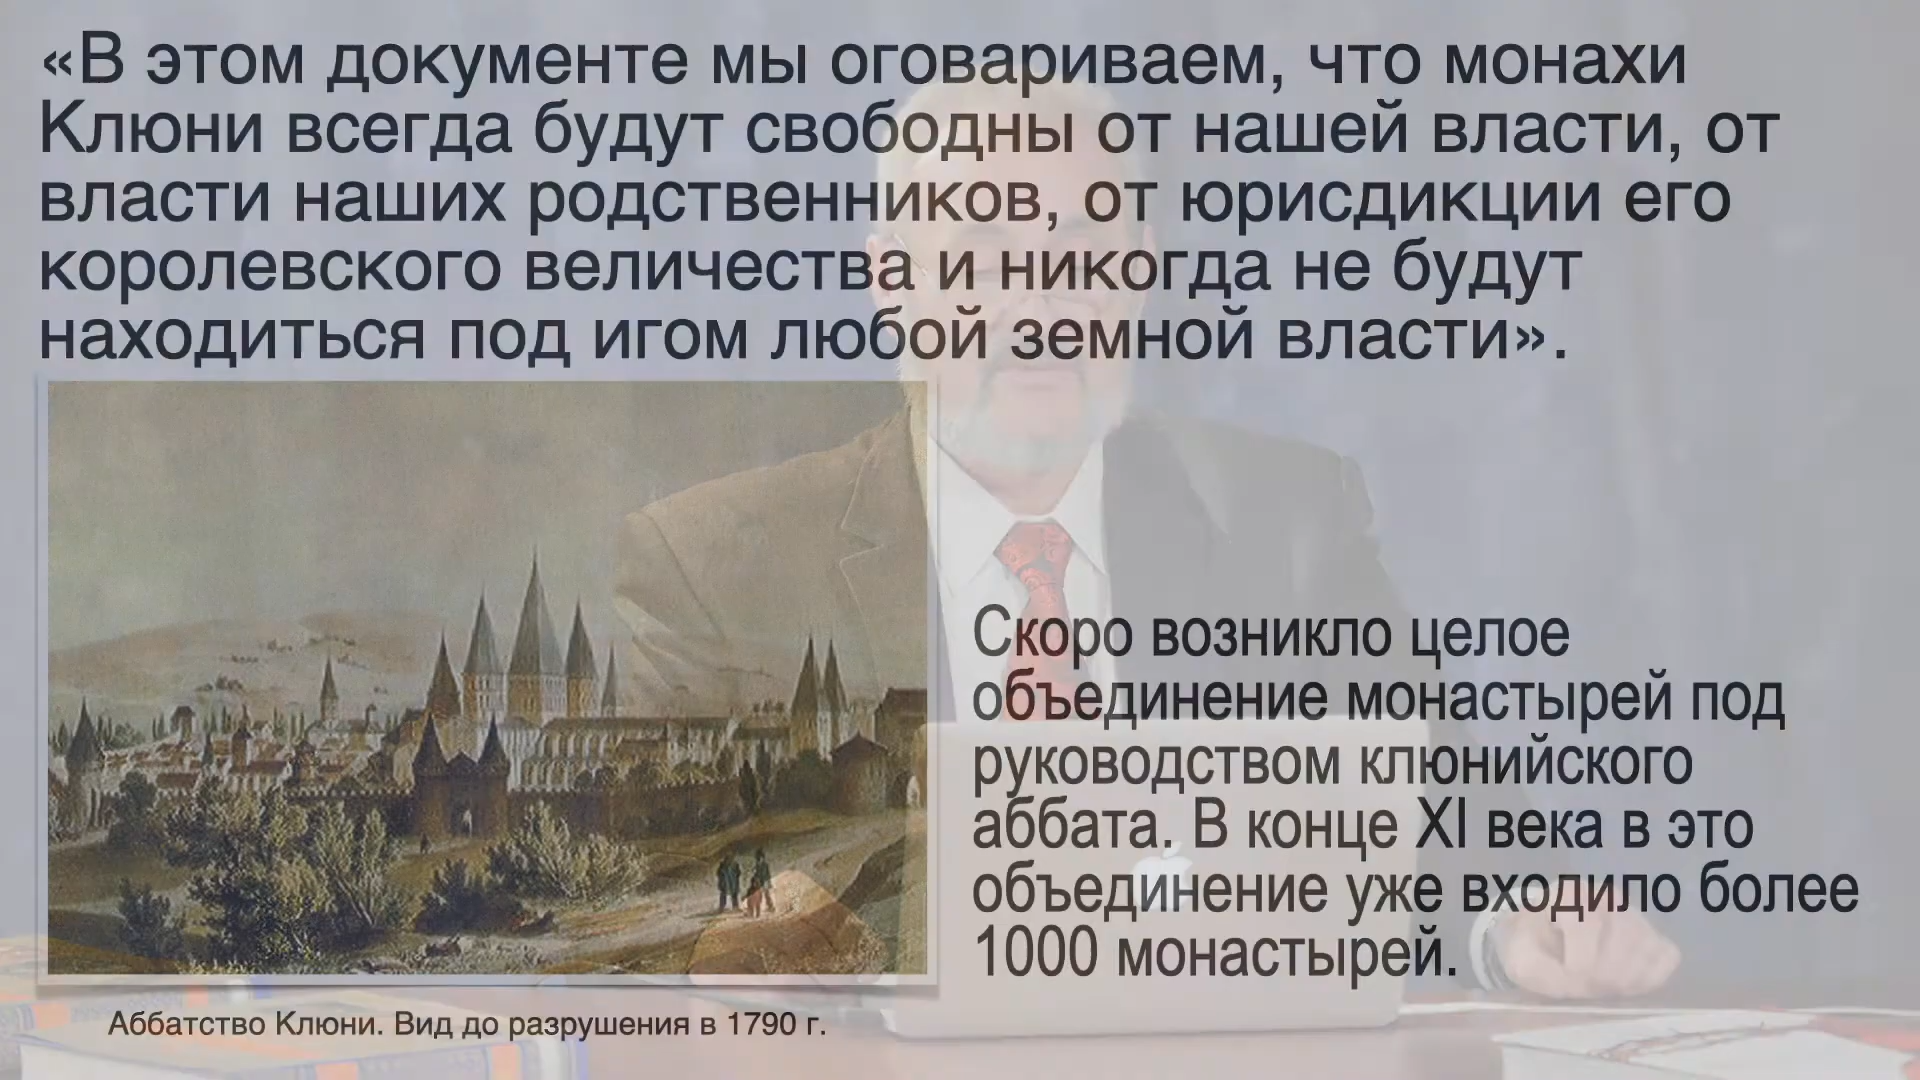 «В этом документе мы оговариваем, что монахи
Клюни всегда будут свободны от нашей власти, от
власти наших родственников, от юрисдикции его
королевского величества и никогда не будут
находиться под игом любой земной власти».
Скоро возникло целое
объединение монастырей под
руководством клюнийского
аббата. В конце XI века в это
объединение уже входило более
1000 монастырей.
Аббатство Клюни. Вид до разрушения в 1790 г.